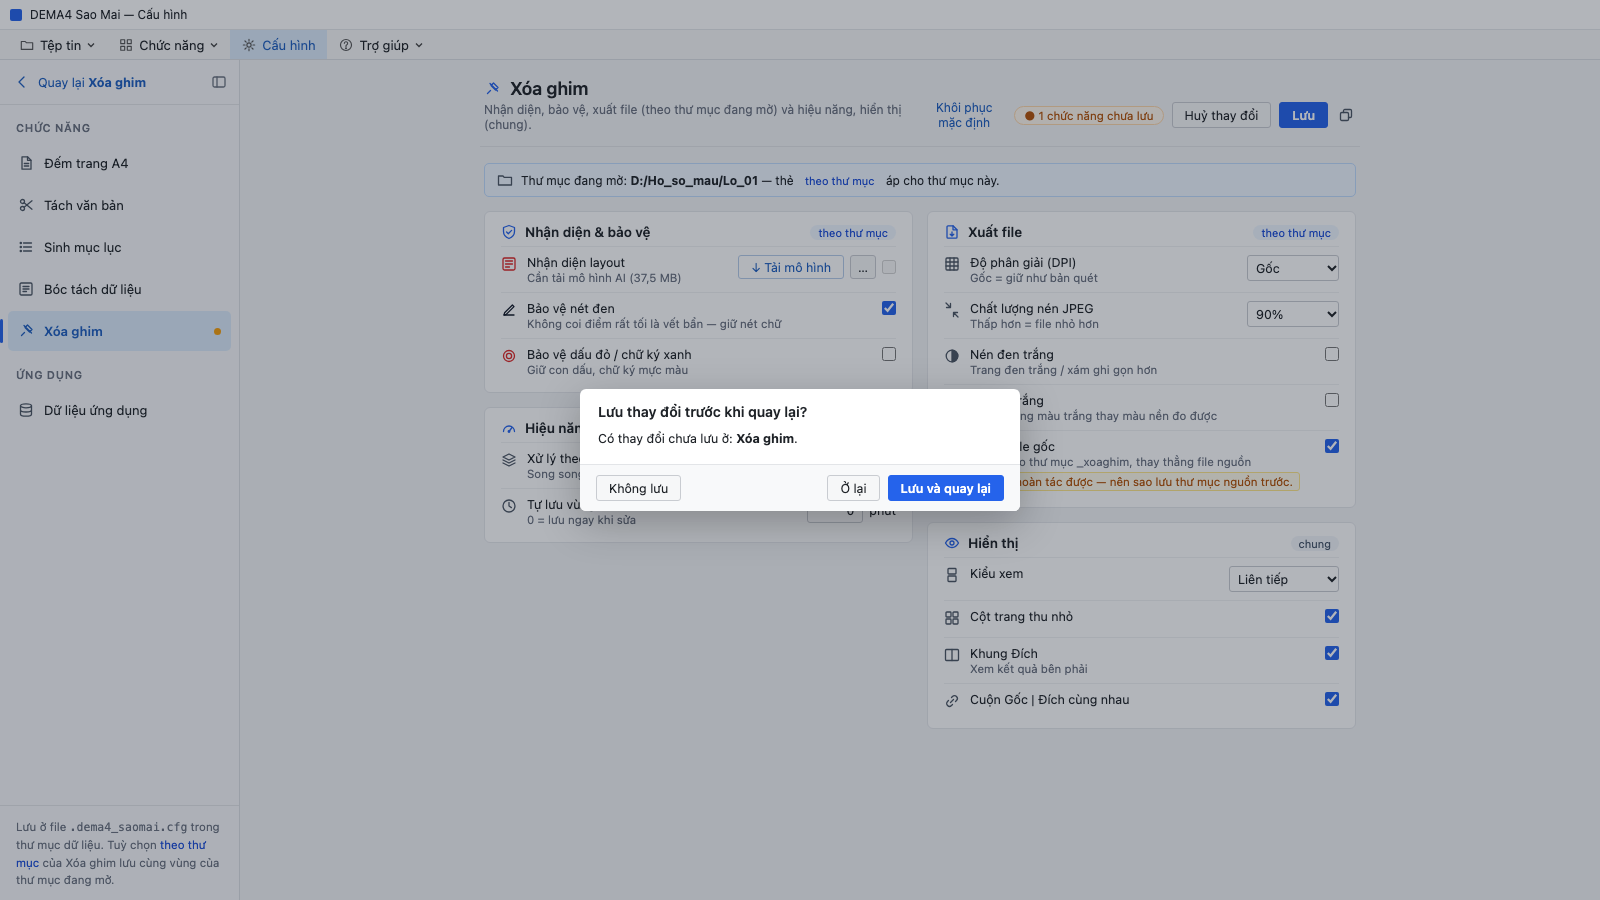 DEMA4 Sao Mai — Cấu hình
Tệp tin
Chức năng
Cấu hình
Trợ giúp
Quay lại Xóa ghim
CHỨC NĂNG
Đếm trang A4
Tách văn bản
Sinh mục lục
Bóc tách dữ liệu
Xóa ghim
ỨNG DỤNG
Dữ liệu ứng dụng
Lưu ở file .dema4_saomai.cfg trong
thư mục dữ liệu. Tuỳ chọn theo thư
mục của Xóa ghim lưu cùng vùng của
thư mục đang mở.
Xóa ghim
Nhận diện, bảo vệ, xuất file (theo thư mục đang mở) và hiệu năng, hiển thị
(chung).
Khôi phục
mặc định
1 chức năng chưa lưu
Huỷ thay đổi
Lưu
Thư mục đang mở: D:/Ho_so_mau/Lo_01 — thẻ theo thư mục áp cho thư mục này.
Nhận diện & bảo vệ
theo thư mục
Nhận diện layout
Cần tải mô hình AI (37,5 MB)
↓ Tải mô hình
...
Bảo vệ nét đen
Không coi điểm rất tối là vết bẩn — giữ nét chữ
Bảo vệ dấu đỏ / chữ ký xanh
Giữ con dấu, chữ ký mực màu
Hiệu năn
Xử lý the
Song song
Tự lưu vù
0 = lưu ngay khi sửa
0
phút
Xuất file
theo thư mục
Độ phân giải (DPI)
Gốc = giữ như bản quét
Gốc
Chất lượng nén JPEG
Thấp hơn = file nhỏ hơn
90%
Nén đen trắng
Trang đen trắng / xám ghi gọn hơn
rắng
ng màu trắng thay màu nền đo được
le gốc
o thư mục _xoaghim, thay thẳng file nguồn
oàn tác được — nên sao lưu thư mục nguồn trước.
Hiển thị
chung
Kiểu xem
Liên tiếp
Cột trang thu nhỏ
Khung Đích
Xem kết quả bên phải
Cuộn Gốc | Đích cùng nhau
Lưu thay đổi trước khi quay lại?
Có thay đổi chưa lưu ở: Xóa ghim.
Không lưu
Ở lại
Lưu và quay lại